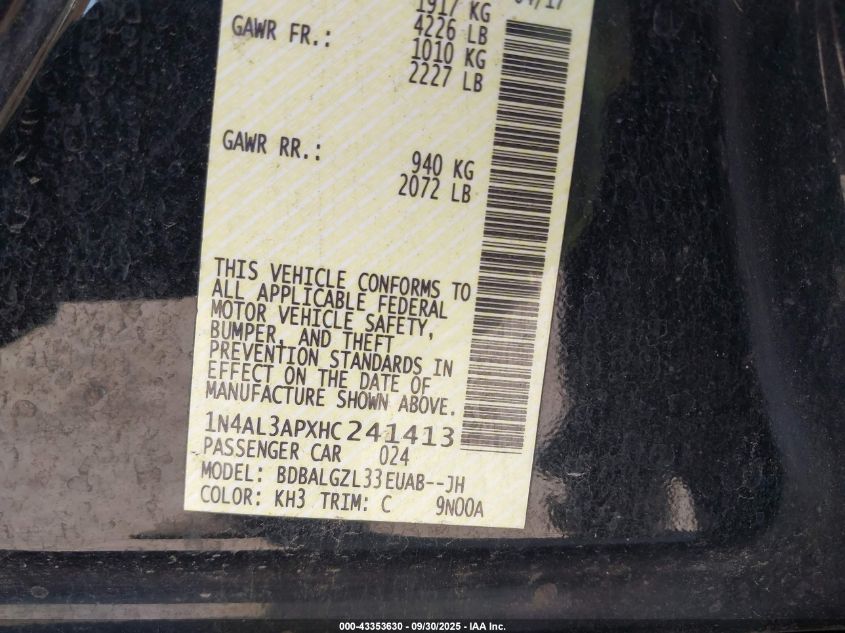 1917 KG
04/17
GAWR FR.: 4226 LB
1010 KG
2227 LB
GAWR RR.: 940 KG
2072 LB
THIS VEHICLE CONFORMS TO
ALL APPLICABLE FEDERAL
MOTOR VEHICLE SAFETY,
BUMPER, AND THEFT
PREVENTION STANDARDS IN
EFFECT ON THE DATE OF
MANUFACTURE SHOWN ABOVE.
1N4AL3APXHC241413
PASSENGER CAR 024
MODEL: BDBALGZL33EUAB--JH
COLOR: KH3 TRIM: C 9N00A
000-43353630 - 09/30/2025 - IAA Inc.